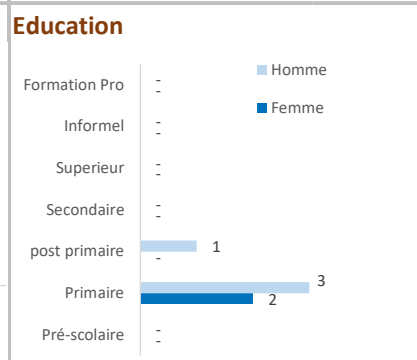 Education
Homme
Femme
Formation Pro - -
Informel - -
Superieur - -
Secondaire - -
post primaire 1 -
Primaire 3 2
Pré-scolaire - -